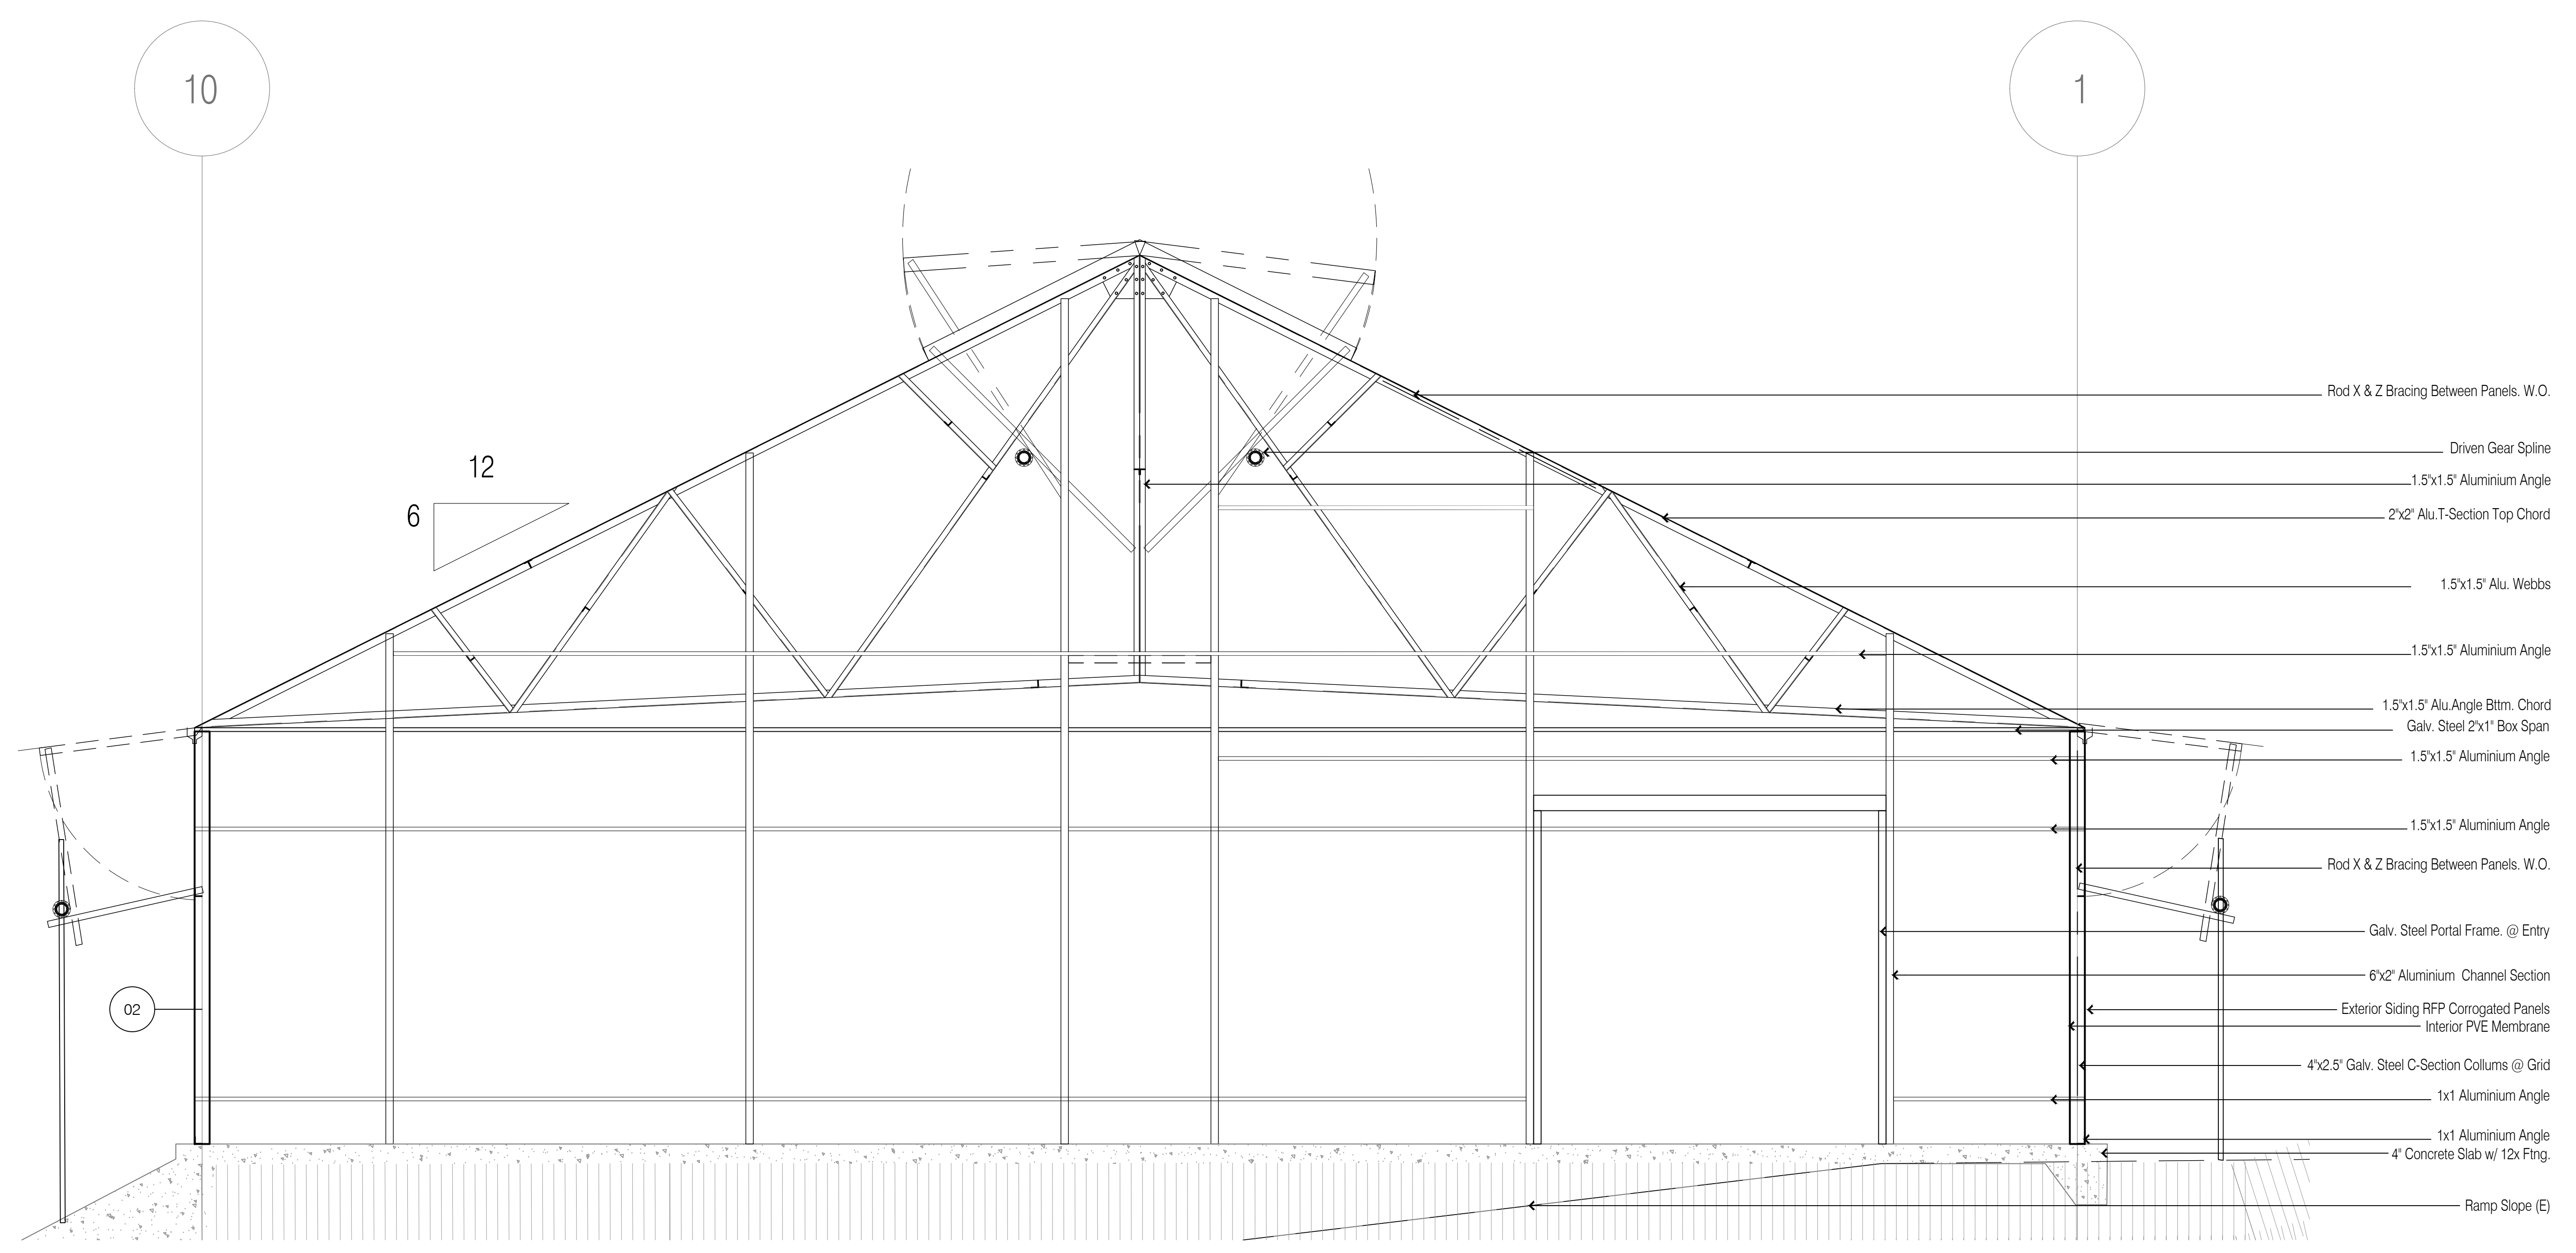 10
1
Rod X & Z Bracing Between Panels. W.O.
Driven Gear Spline
12
1.5"x1.5" Aluminium Angle
6
2"x2" Alu.T-Section Top Chord
1.5"x1.5" Alu. Webbs
1.5"x1.5" Aluminium Angle
1.5"x1.5" Alu.Angle Bttm. Chord
Galv. Steel 2"x1" Box Span
1.5"x1.5" Aluminium Angle
1.5"x1.5" Aluminium Angle
Rod X & Z Bracing Between Panels. W.O.
Galv. Steel Portal Frame. @ Entry
6"x2" Aluminium Channel Section
02
Exterior Siding RFP Corrogated Panels
Interior PVE Membrane
4"x2.5" Galv. Steel C-Section Collums @ Grid
1x1 Aluminium Angle
1x1 Aluminium Angle
4" Concrete Slab w/ 12x Ftng.
Ramp Slope (E)